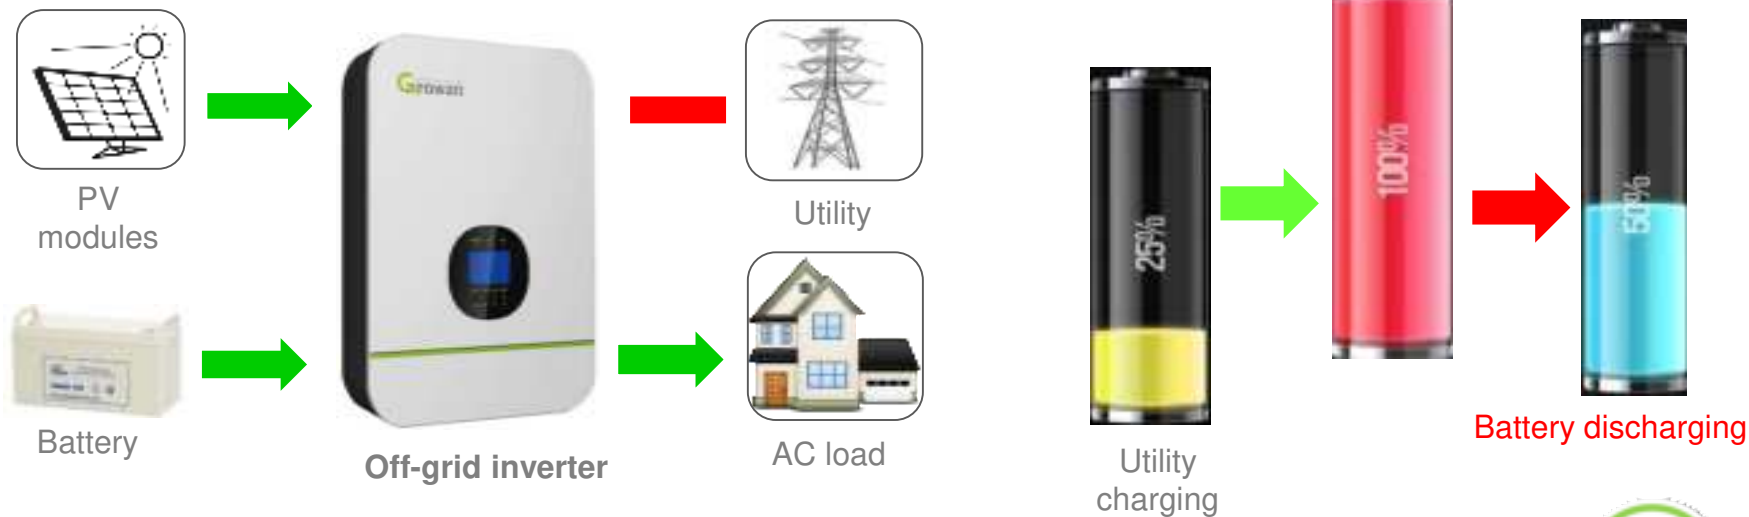 Growatt
PV
modules
Utility
Battery
Off-grid inverter
AC load
25%
100%
50%
Utility
charging
Battery discharging